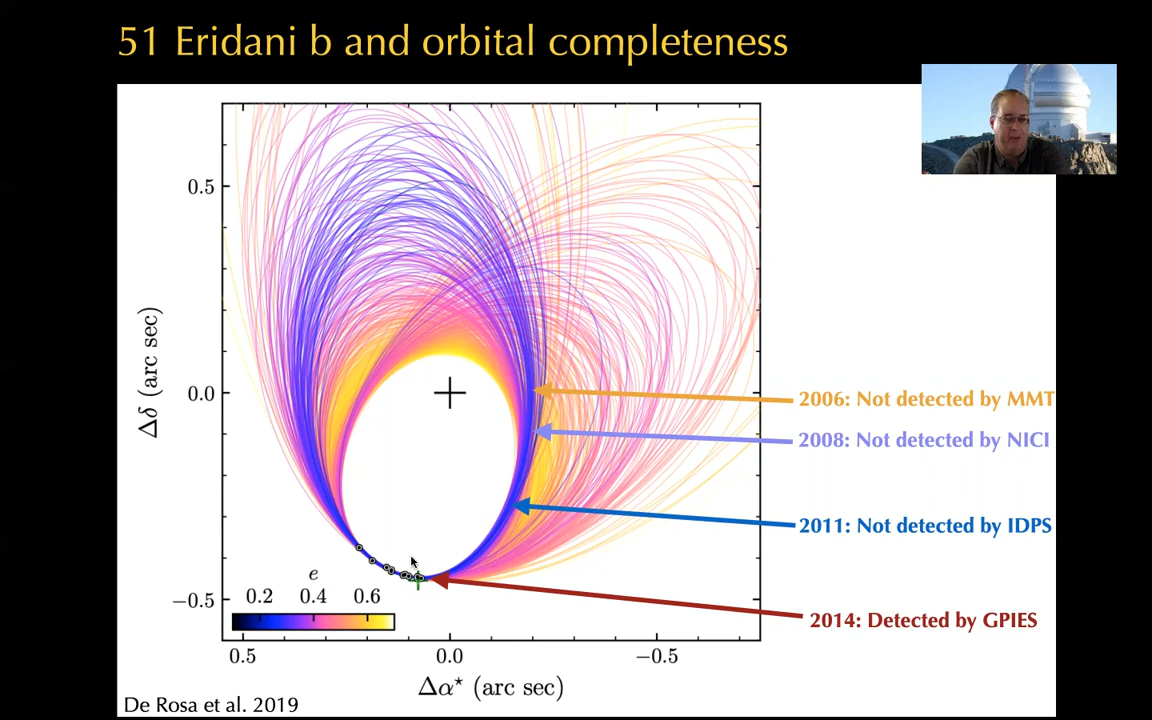 51 Eridani b and orbital completeness
0.5
0.0
−0.5
Δδ (arc sec)
2006: Not detected by MMT
2008: Not detected by NICI
2011: Not detected by IDPS
2014: Detected by GPIES
e
0.2 0.4 0.6
0.5 0.0 −0.5
Δα⋆ (arc sec)
De Rosa et al. 2019